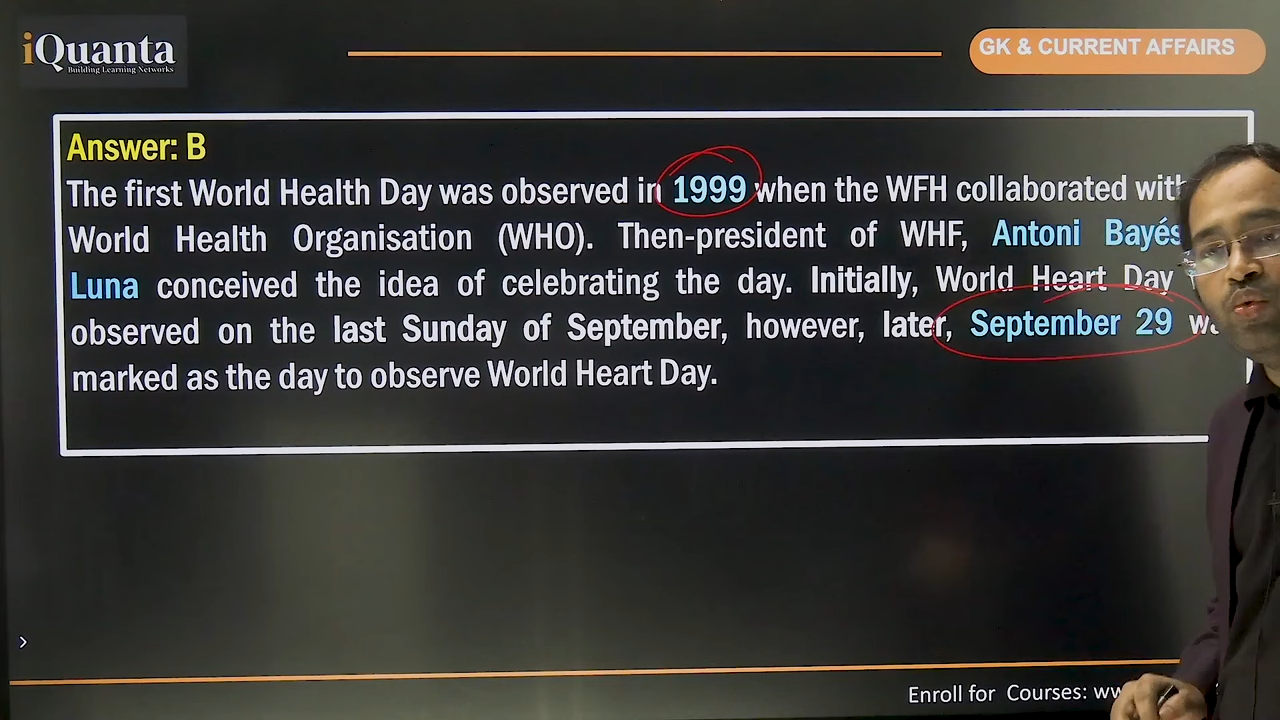 iQuanta
Building Learning Networks
GK & CURRENT AFFAIRS
Answer: B
The first World Health Day was observed in 1999 when the WFH collaborated with
World Health Organisation (WHO). Then-president of WHF, Antoni Bayés
Luna conceived the idea of celebrating the day. Initially, World Heart Day
observed on the last Sunday of September, however, later, September 29
marked as the day to observe World Heart Day.
Enroll for Courses: